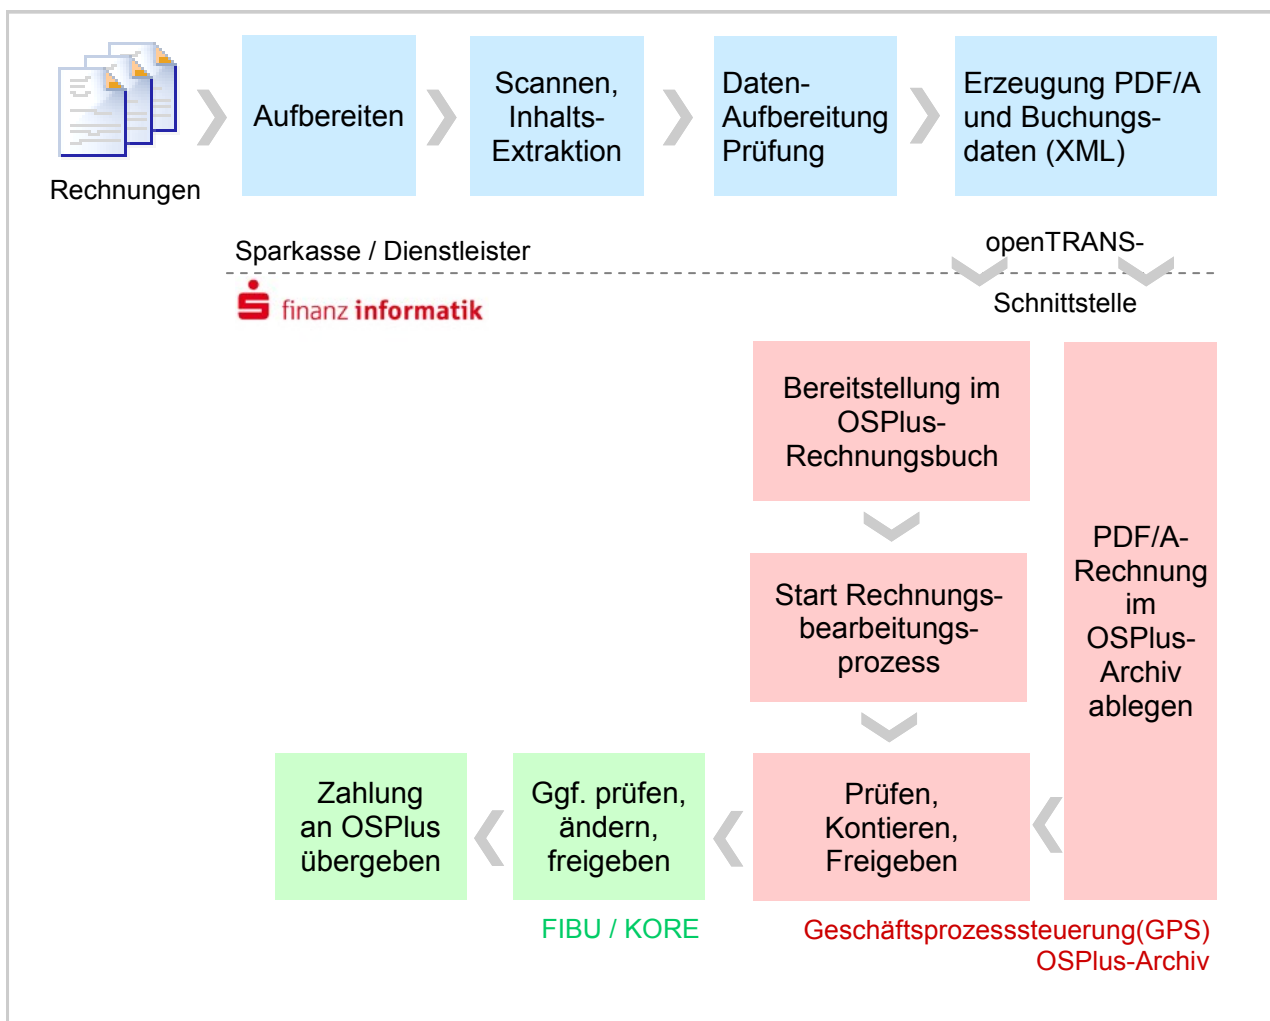 Rechnungen
Aufbereiten
Scannen,
Inhalts-
Extraktion
Daten-
Aufbereitung
Prüfung
Erzeugung PDF/A
und Buchungs-
daten (XML)
Sparkasse / Dienstleister
openTRANS-
Schnittstelle
finanz informatik
Bereitstellung im
OSPlus-
Rechnungsbuch
Start Rechnungs-
bearbeitungs-
prozess
PDF/A-
Rechnung
im
OSPlus-
Archiv
ablegen
Prüfen,
Kontieren,
Freigeben
Ggf. prüfen,
ändern,
freigeben
Zahlung
an OSPlus
übergeben
FIBU / KORE
Geschäftsprozesssteuerung(GPS)
OSPlus-Archiv